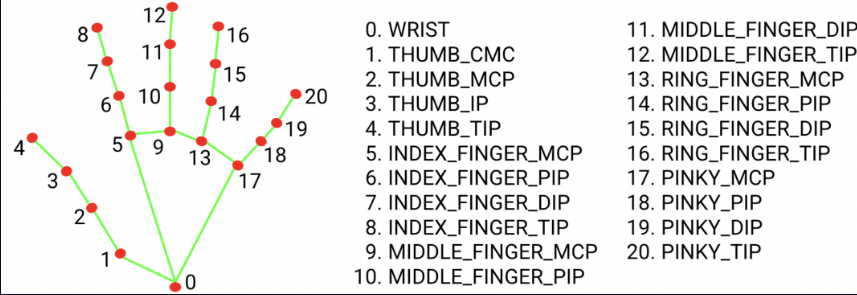 12
8
16
11
7
15
6
10
20
14
19
4
5
9
13
18
3
17
2
1
0
0. WRIST
1. THUMB_CMC
2. THUMB_MCP
3. THUMB_IP
4. THUMB_TIP
5. INDEX_FINGER_MCP
6. INDEX_FINGER_PIP
7. INDEX_FINGER_DIP
8. INDEX_FINGER_TIP
9. MIDDLE_FINGER_MCP
10. MIDDLE_FINGER_PIP
11. MIDDLE_FINGER_DIP
12. MIDDLE_FINGER_TIP
13. RING_FINGER_MCP
14. RING_FINGER_PIP
15. RING_FINGER_DIP
16. RING_FINGER_TIP
17. PINKY_MCP
18. PINKY_PIP
19. PINKY_DIP
20. PINKY_TIP